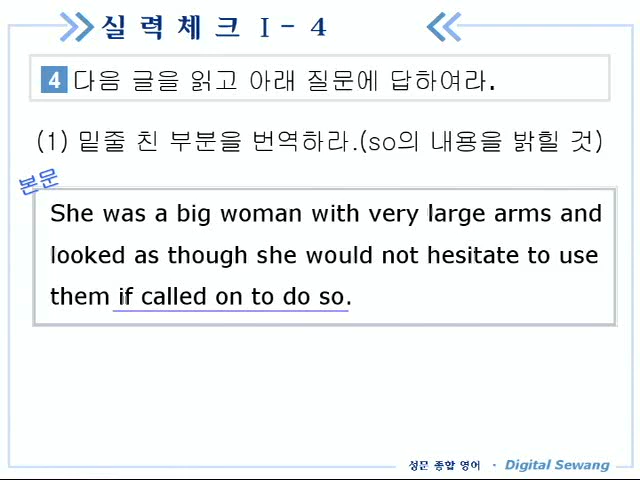 실력체크 I - 4
4 다음 글을 읽고 아래 질문에 답하여라.
(1) 밑줄 친 부분을 번역하라.(so의 내용을 밝힐 것)
본문
She was a big woman with very large arms and
looked as though she would not hesitate to use
them if called on to do so.
성문 종합 영어 · Digital Sewang